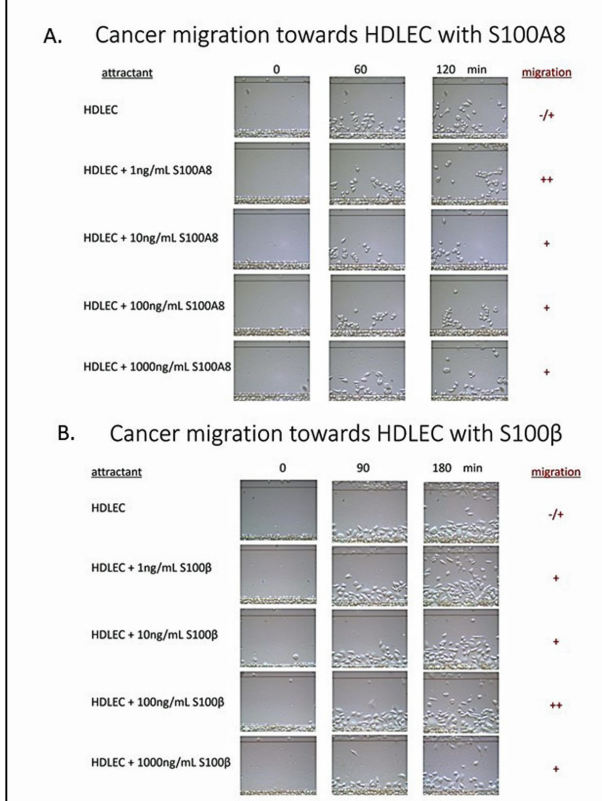 A. Cancer migration towards HDLEC with S100A8
attractant 0 60 120 min migration
HDLEC -/+
HDLEC + 1ng/mL S100A8 ++
HDLEC + 10ng/mL S100A8 +
HDLEC + 100ng/mL S100A8 +
HDLEC + 1000ng/mL S100A8 +
B. Cancer migration towards HDLEC with S100β
attractant 0 90 180 min migration
HDLEC -/+
HDLEC + 1ng/mL S100β +
HDLEC + 10ng/mL S100β +
HDLEC + 100ng/mL S100β ++
HDLEC + 1000ng/mL S100β +